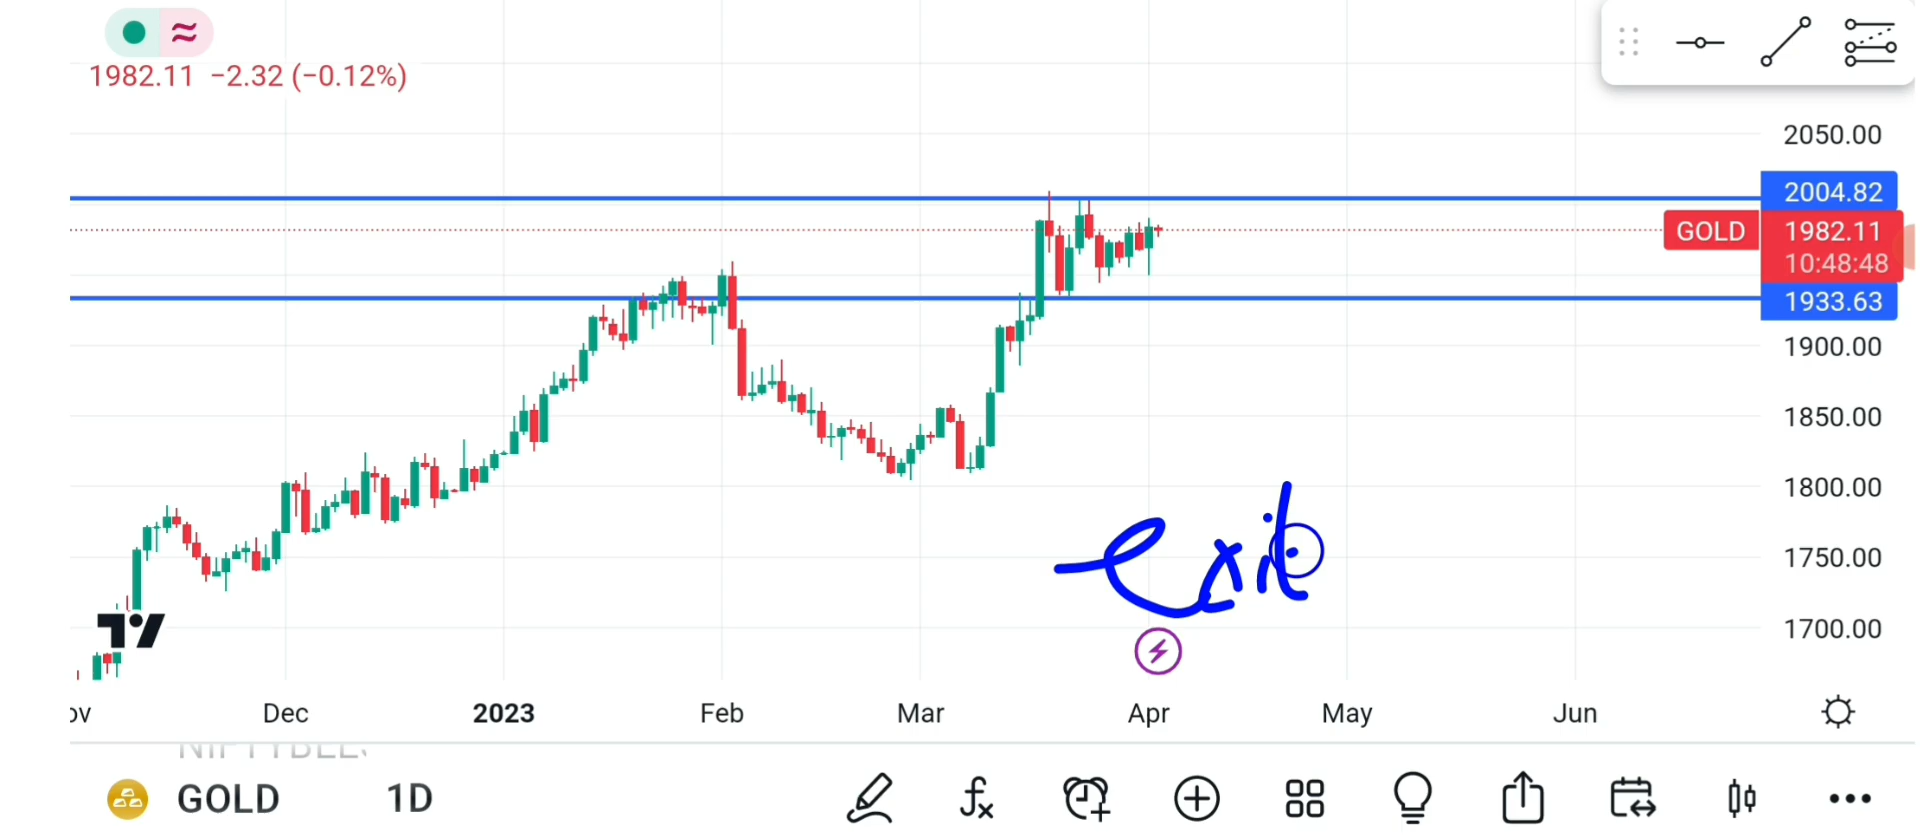 1982.11 −2.32 (−0.12%)
2050.00
2004.82
GOLD 1982.11
10:48:48
1933.63
1900.00
1850.00
1800.00
1750.00
1700.00
exit
Dec 2023 Feb Mar Apr May Jun
GOLD 1D